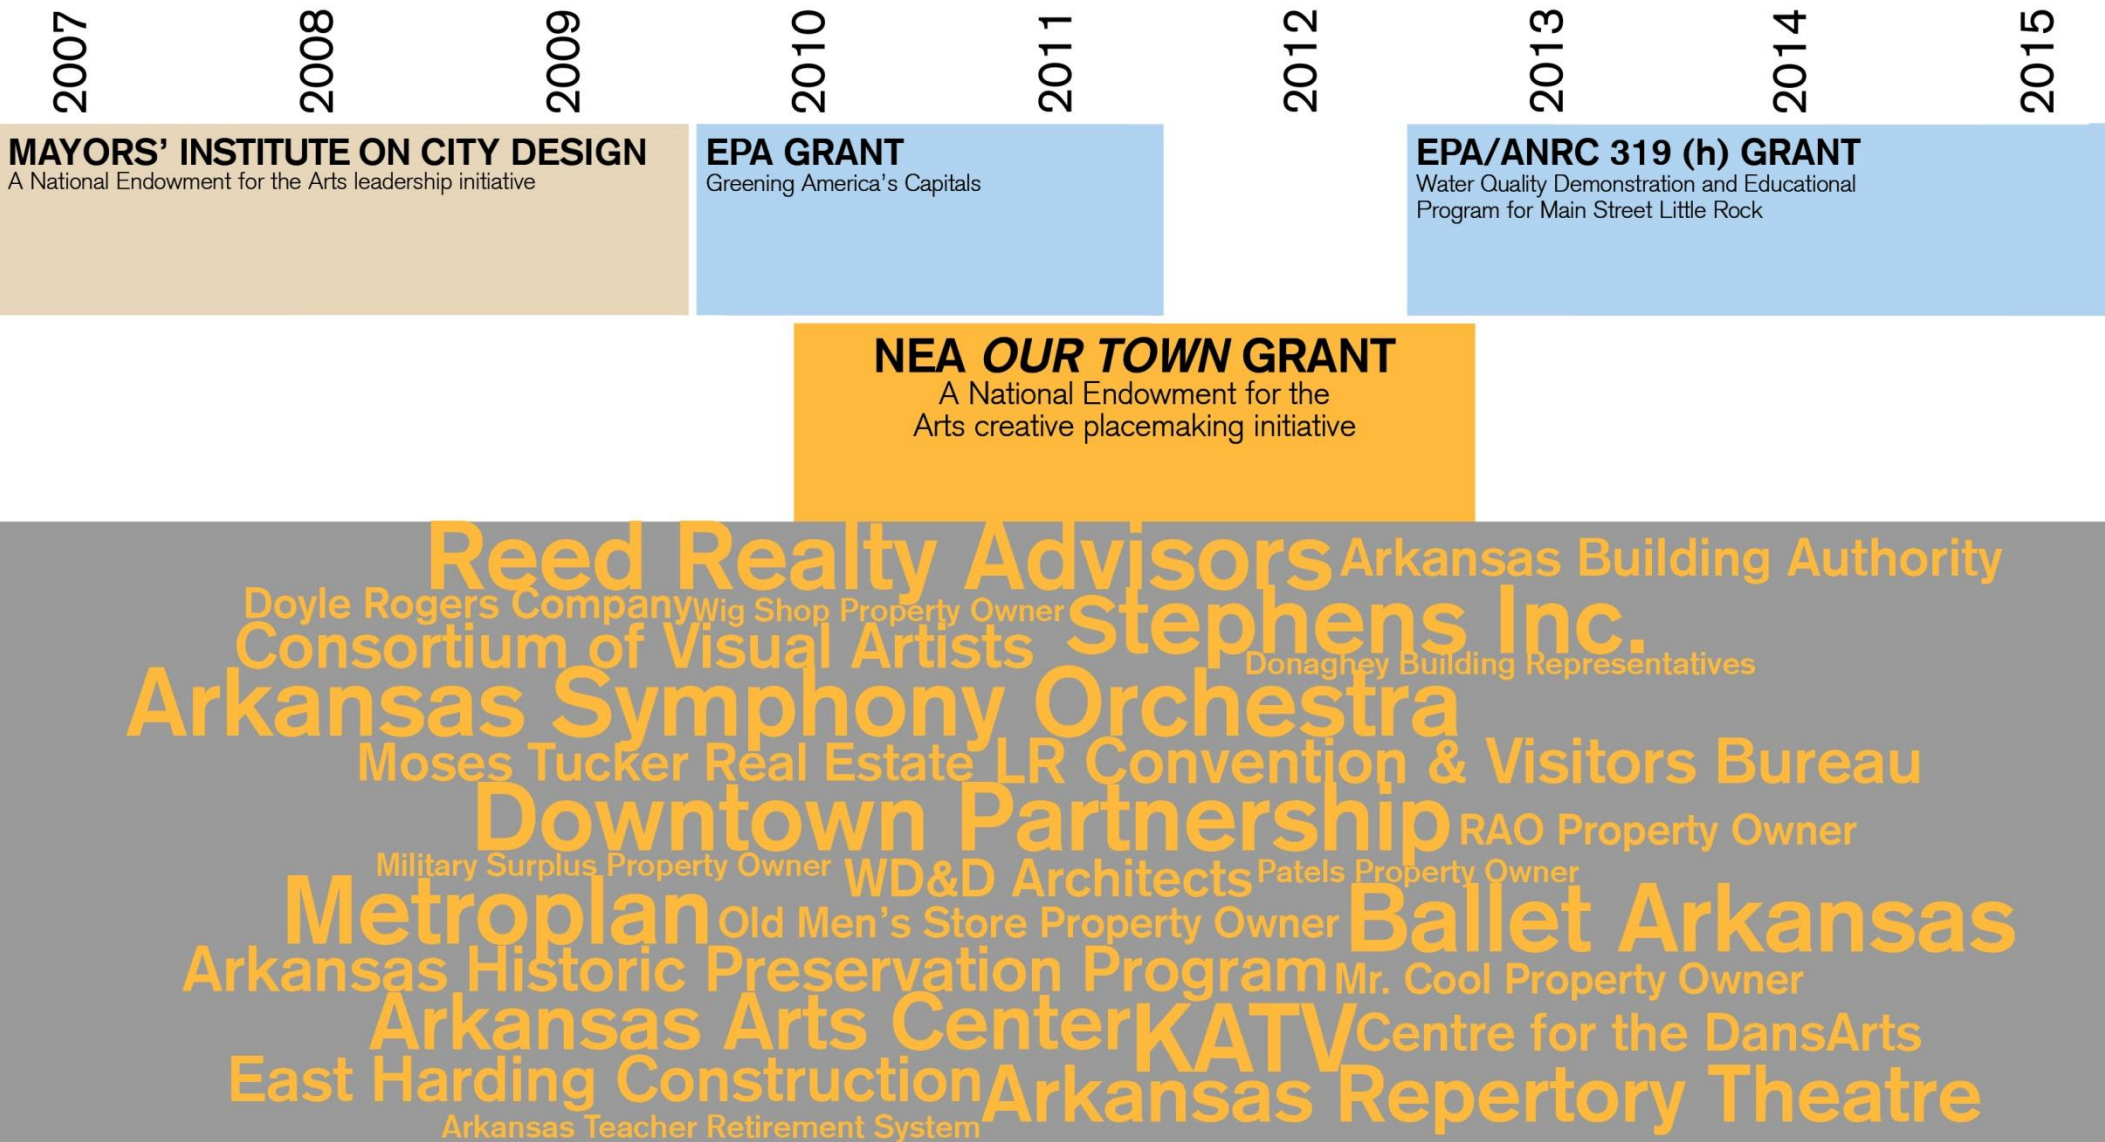 2007 2008 2009 2010 2011 2012 2013 2014 2015
MAYORS’ INSTITUTE ON CITY DESIGN
A National Endowment for the Arts leadership initiative
EPA GRANT
Greening America’s Capitals
EPA/ANRC 319 (h) GRANT
Water Quality Demonstration and Educational
Program for Main Street Little Rock
NEA OUR TOWN GRANT
A National Endowment for the
Arts creative placemaking initiative
Reed Realty Advisors Arkansas Building Authority
Doyle Rogers Company Wig Shop Property Owner Stephens Inc.
Consortium of Visual Artists
Donaghey Building Representatives
Arkansas Symphony Orchestra
Moses Tucker Real Estate LR Convention & Visitors Bureau
Downtown Partnership RAO Property Owner
Military Surplus Property Owner WD&D Architects Patels Property Owner
Metroplan Old Men’s Store Property Owner Ballet Arkansas
Arkansas Historic Preservation Program Mr. Cool Property Owner
Arkansas Arts Center KATV Centre for the DansArts
East Harding Construction Arkansas Repertory Theatre
Arkansas Teacher Retirement System